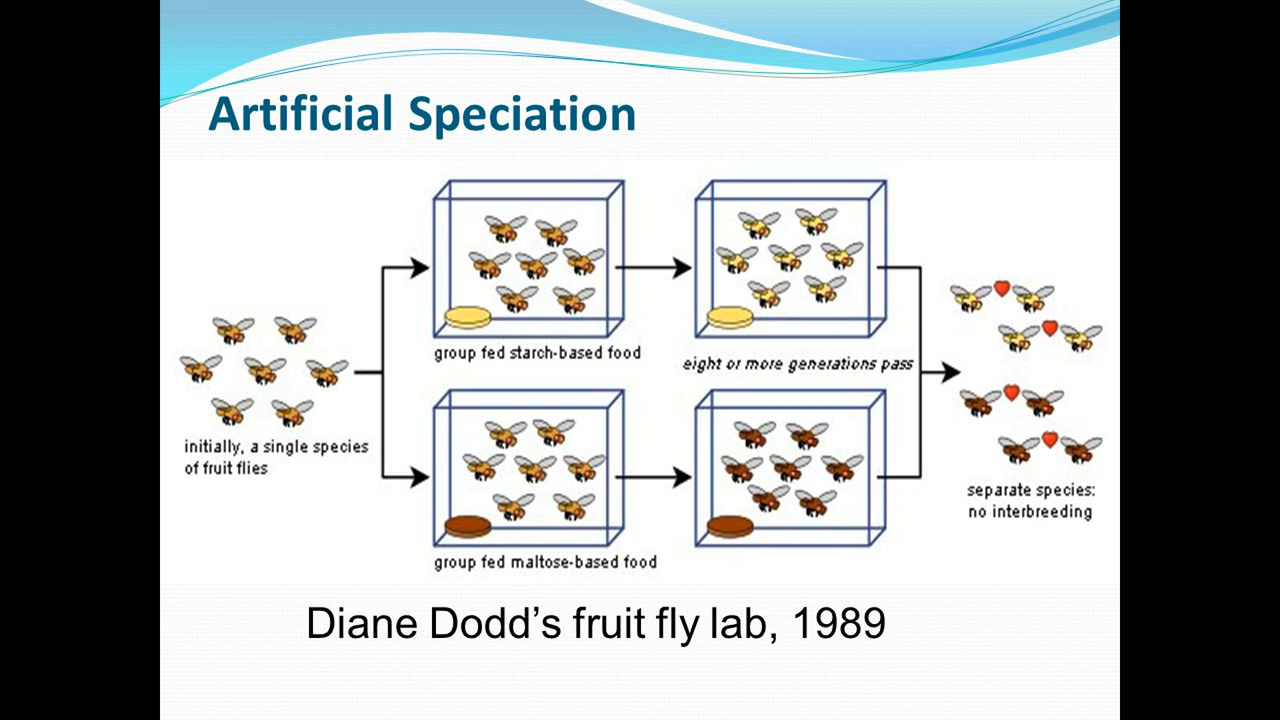 Artificial Speciation
initially, a single species
of fruit flies
group fed starch-based food
eight or more generations pass
group fed maltose-based food
separate species:
no interbreeding
Diane Dodd’s fruit fly lab, 1989